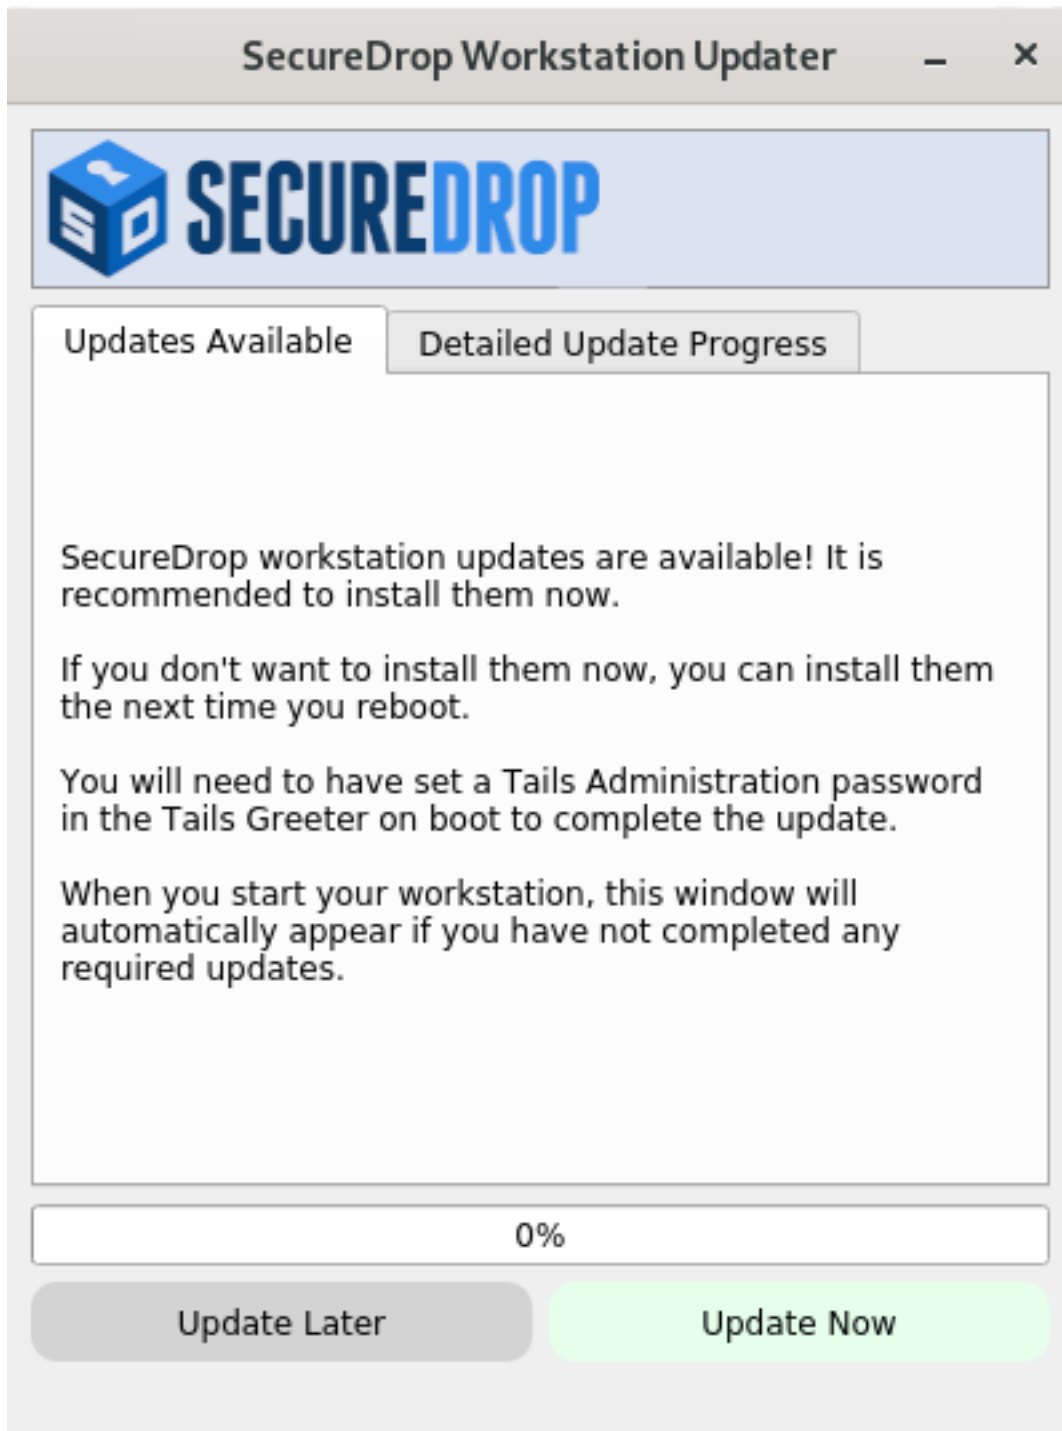 SecureDrop Workstation Updater
SECUREDROP
Updates Available
Detailed Update Progress
SecureDrop workstation updates are available! It is
recommended to install them now.
If you don't want to install them now, you can install them
the next time you reboot.
You will need to have set a Tails Administration password
in the Tails Greeter on boot to complete the update.
When you start your workstation, this window will
automatically appear if you have not completed any
required updates.
0%
Update Later
Update Now